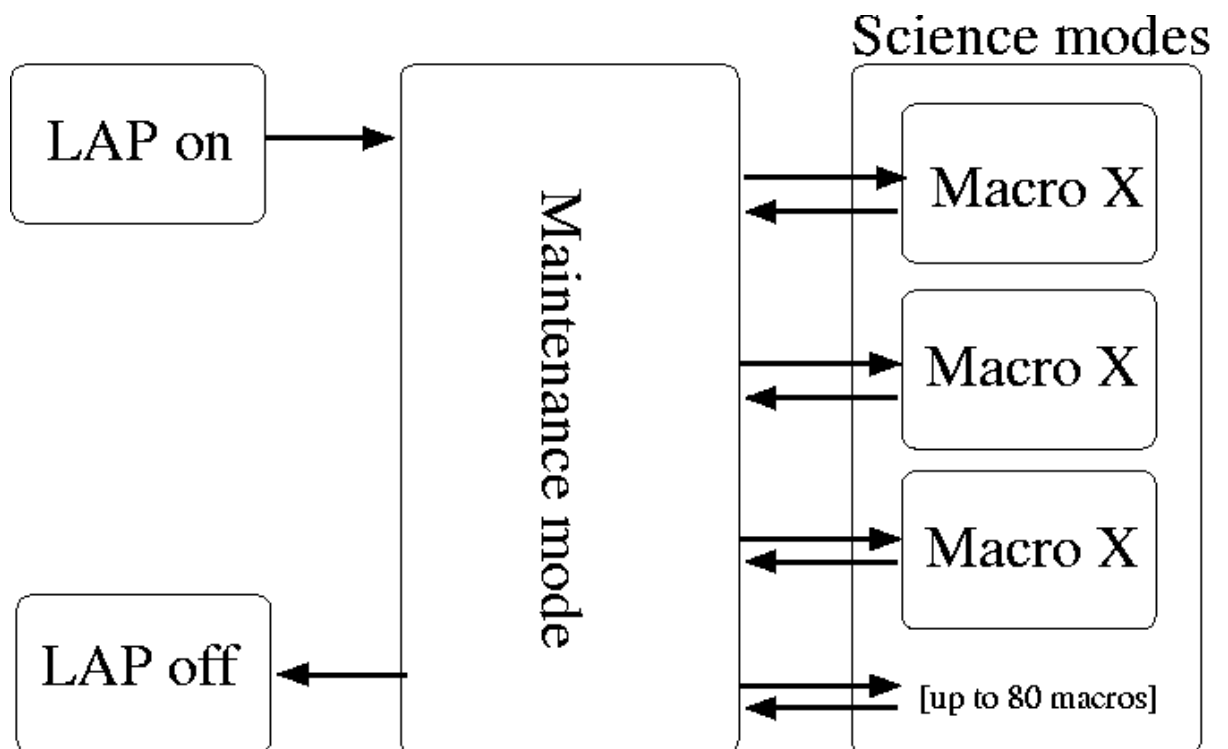 Science modes
LAP on
Maintenance mode
Macro X
Macro X
Macro X
LAP off
[up to 80 macros]